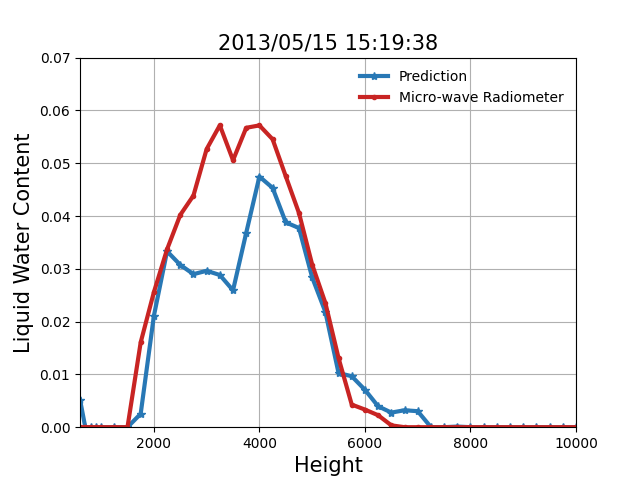 2013/05/15 15:19:38
0.07
0.06
0.05
0.04
0.03
0.02
0.01
0.00
Liquid Water Content
Prediction
Micro-wave Radiometer
2000 4000 6000 8000 10000
Height